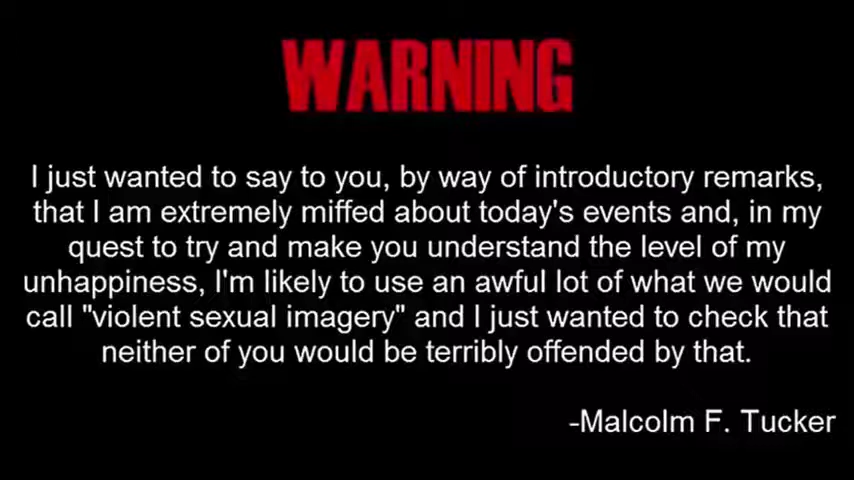 WARNING
I just wanted to say to you, by way of introductory remarks,
that I am extremely miffed about today's events and, in my
quest to try and make you understand the level of my
unhappiness, I'm likely to use an awful lot of what we would
call "violent sexual imagery" and I just wanted to check that
neither of you would be terribly offended by that.
-Malcolm F. Tucker